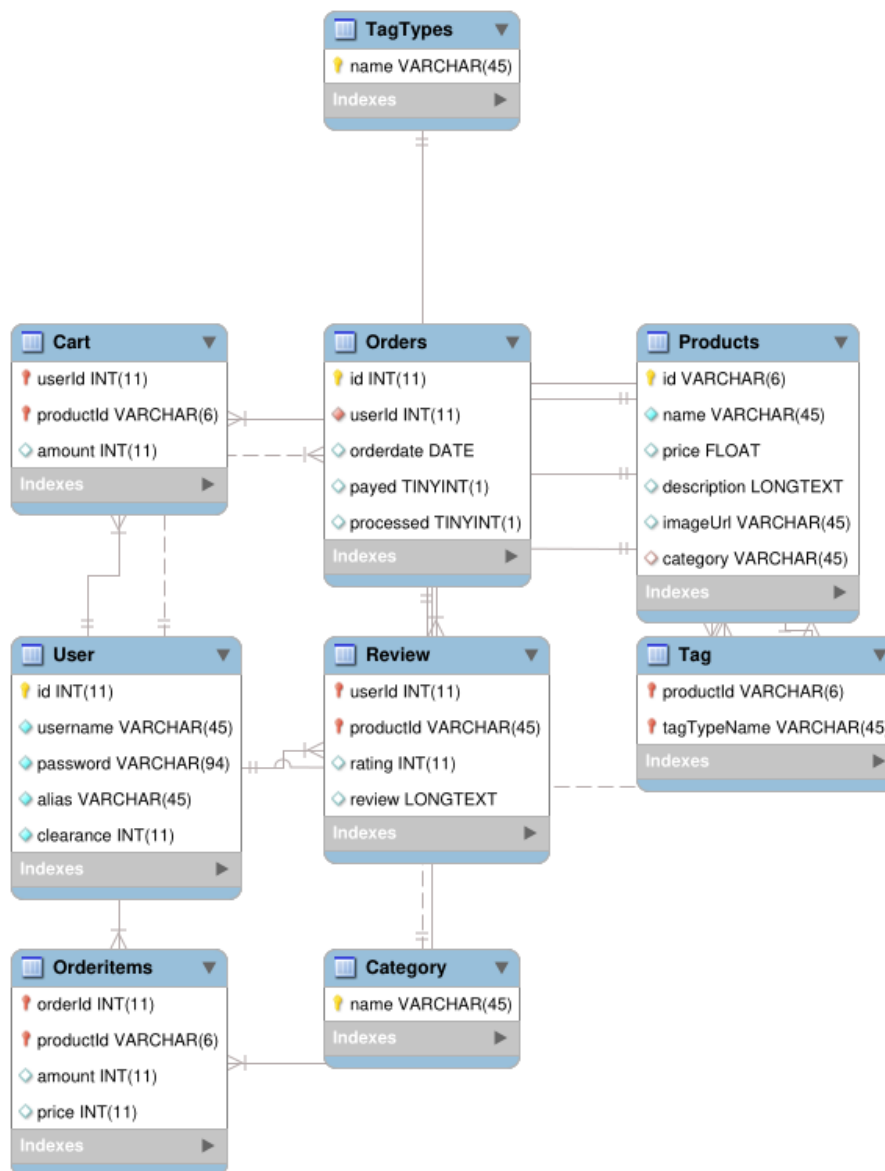 TagTypes
name VARCHAR(45)
Indexes
Cart
userId INT(11)
productId VARCHAR(6)
amount INT(11)
Indexes
Orders
id INT(11)
userId INT(11)
orderdate DATE
payed TINYINT(1)
processed TINYINT(1)
Indexes
Products
id VARCHAR(6)
name VARCHAR(45)
price FLOAT
description LONGTEXT
imageUrl VARCHAR(45)
category VARCHAR(45)
Indexes
User
id INT(11)
username VARCHAR(45)
password VARCHAR(94)
alias VARCHAR(45)
clearance INT(11)
Indexes
Review
userId INT(11)
productId VARCHAR(45)
rating INT(11)
review LONGTEXT
Indexes
Tag
productId VARCHAR(6)
tagTypeName VARCHAR(45
Indexes
Orderitems
orderId INT(11)
productId VARCHAR(6)
amount INT(11)
price INT(11)
Indexes
Category
name VARCHAR(45)
Indexes